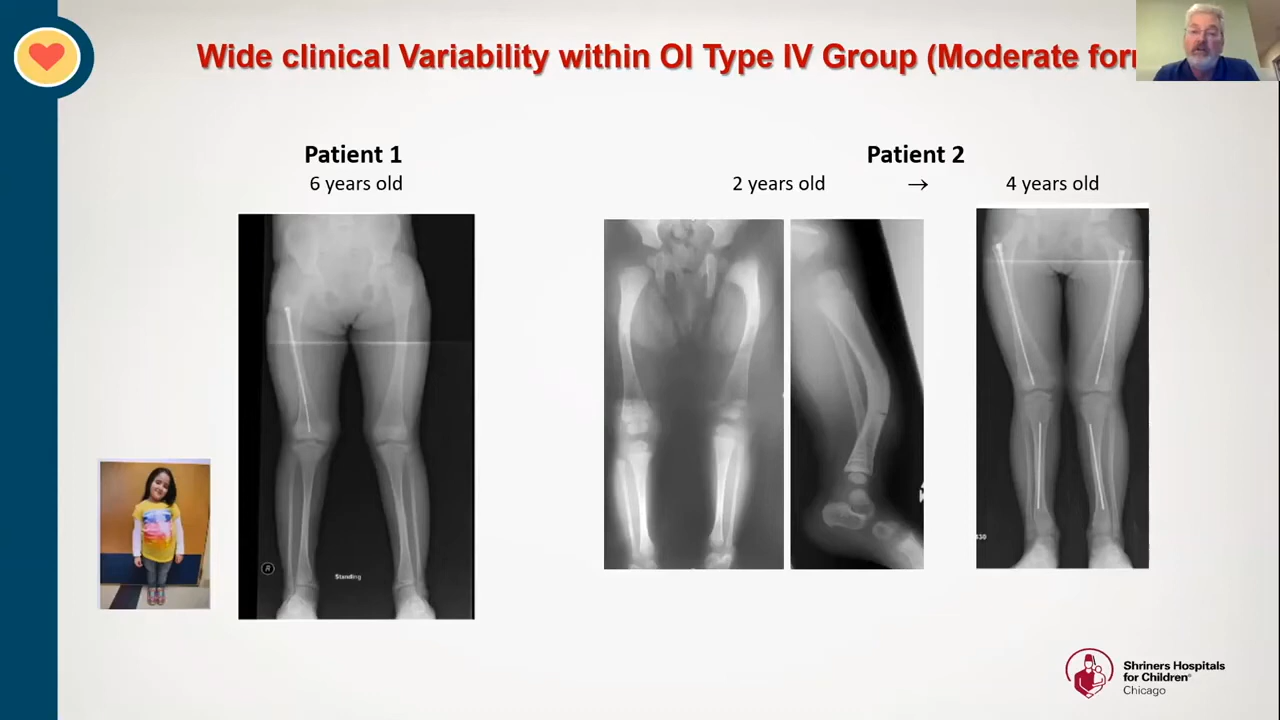 Wide clinical Variability within OI Type IV Group (Moderate for
Patient 1
6 years old
Patient 2
2 years old → 4 years old
R
Standing
Shriners Hospitals
for Children®
Chicago